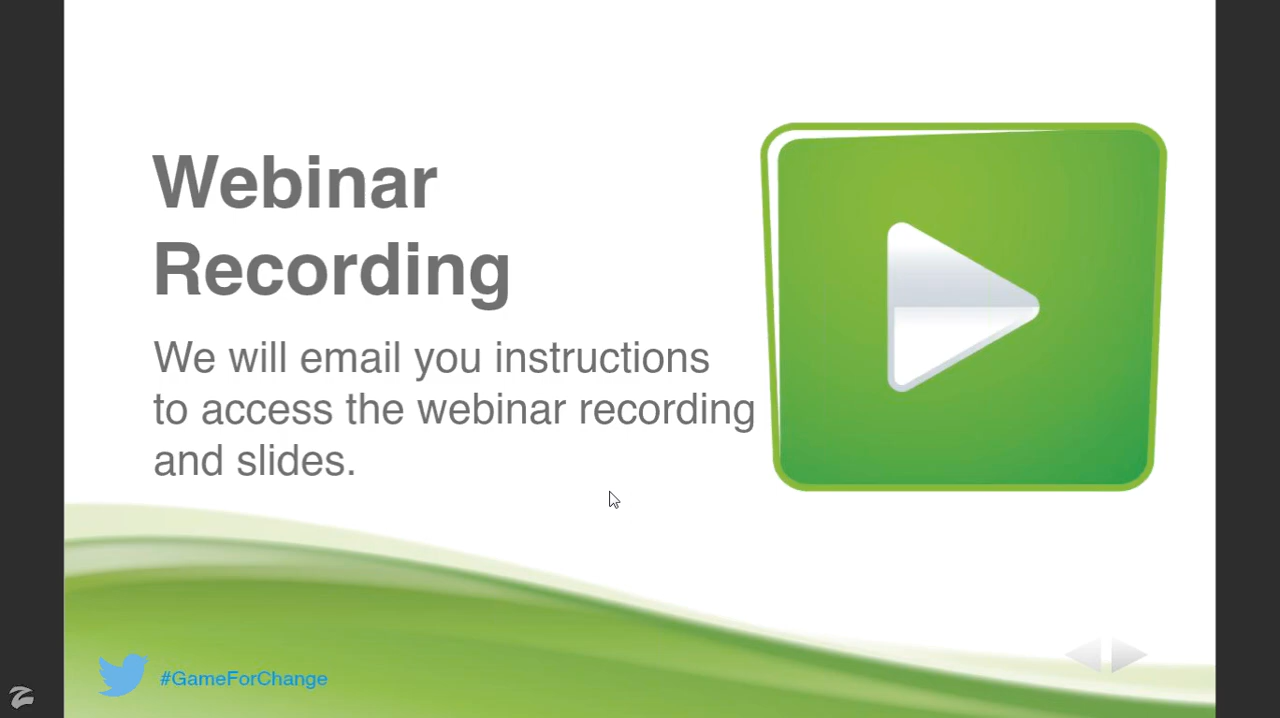 Webinar
Recording
We will email you instructions
to access the webinar recording
and slides.
#GameForChange